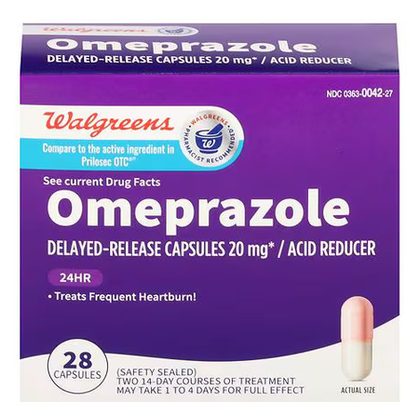 Omeprazole
DELAYED-RELEASE CAPSULES 20 mg* / ACID REDUCER
NDC 0363-0042-27
Walgreens
WALGREENS
PHARMACIST RECOMMENDED
Compare to the active ingredient in
Prilosec OTC®
See current Drug Facts
Omeprazole
DELAYED-RELEASE CAPSULES 20 mg* / ACID REDUCER
24HR
• Treats Frequent Heartburn!
28
CAPSULES
(SAFETY SEALED)
TWO 14-DAY COURSES OF TREATMENT
MAY TAKE 1 TO 4 DAYS FOR FULL EFFECT
ACTUAL SIZE